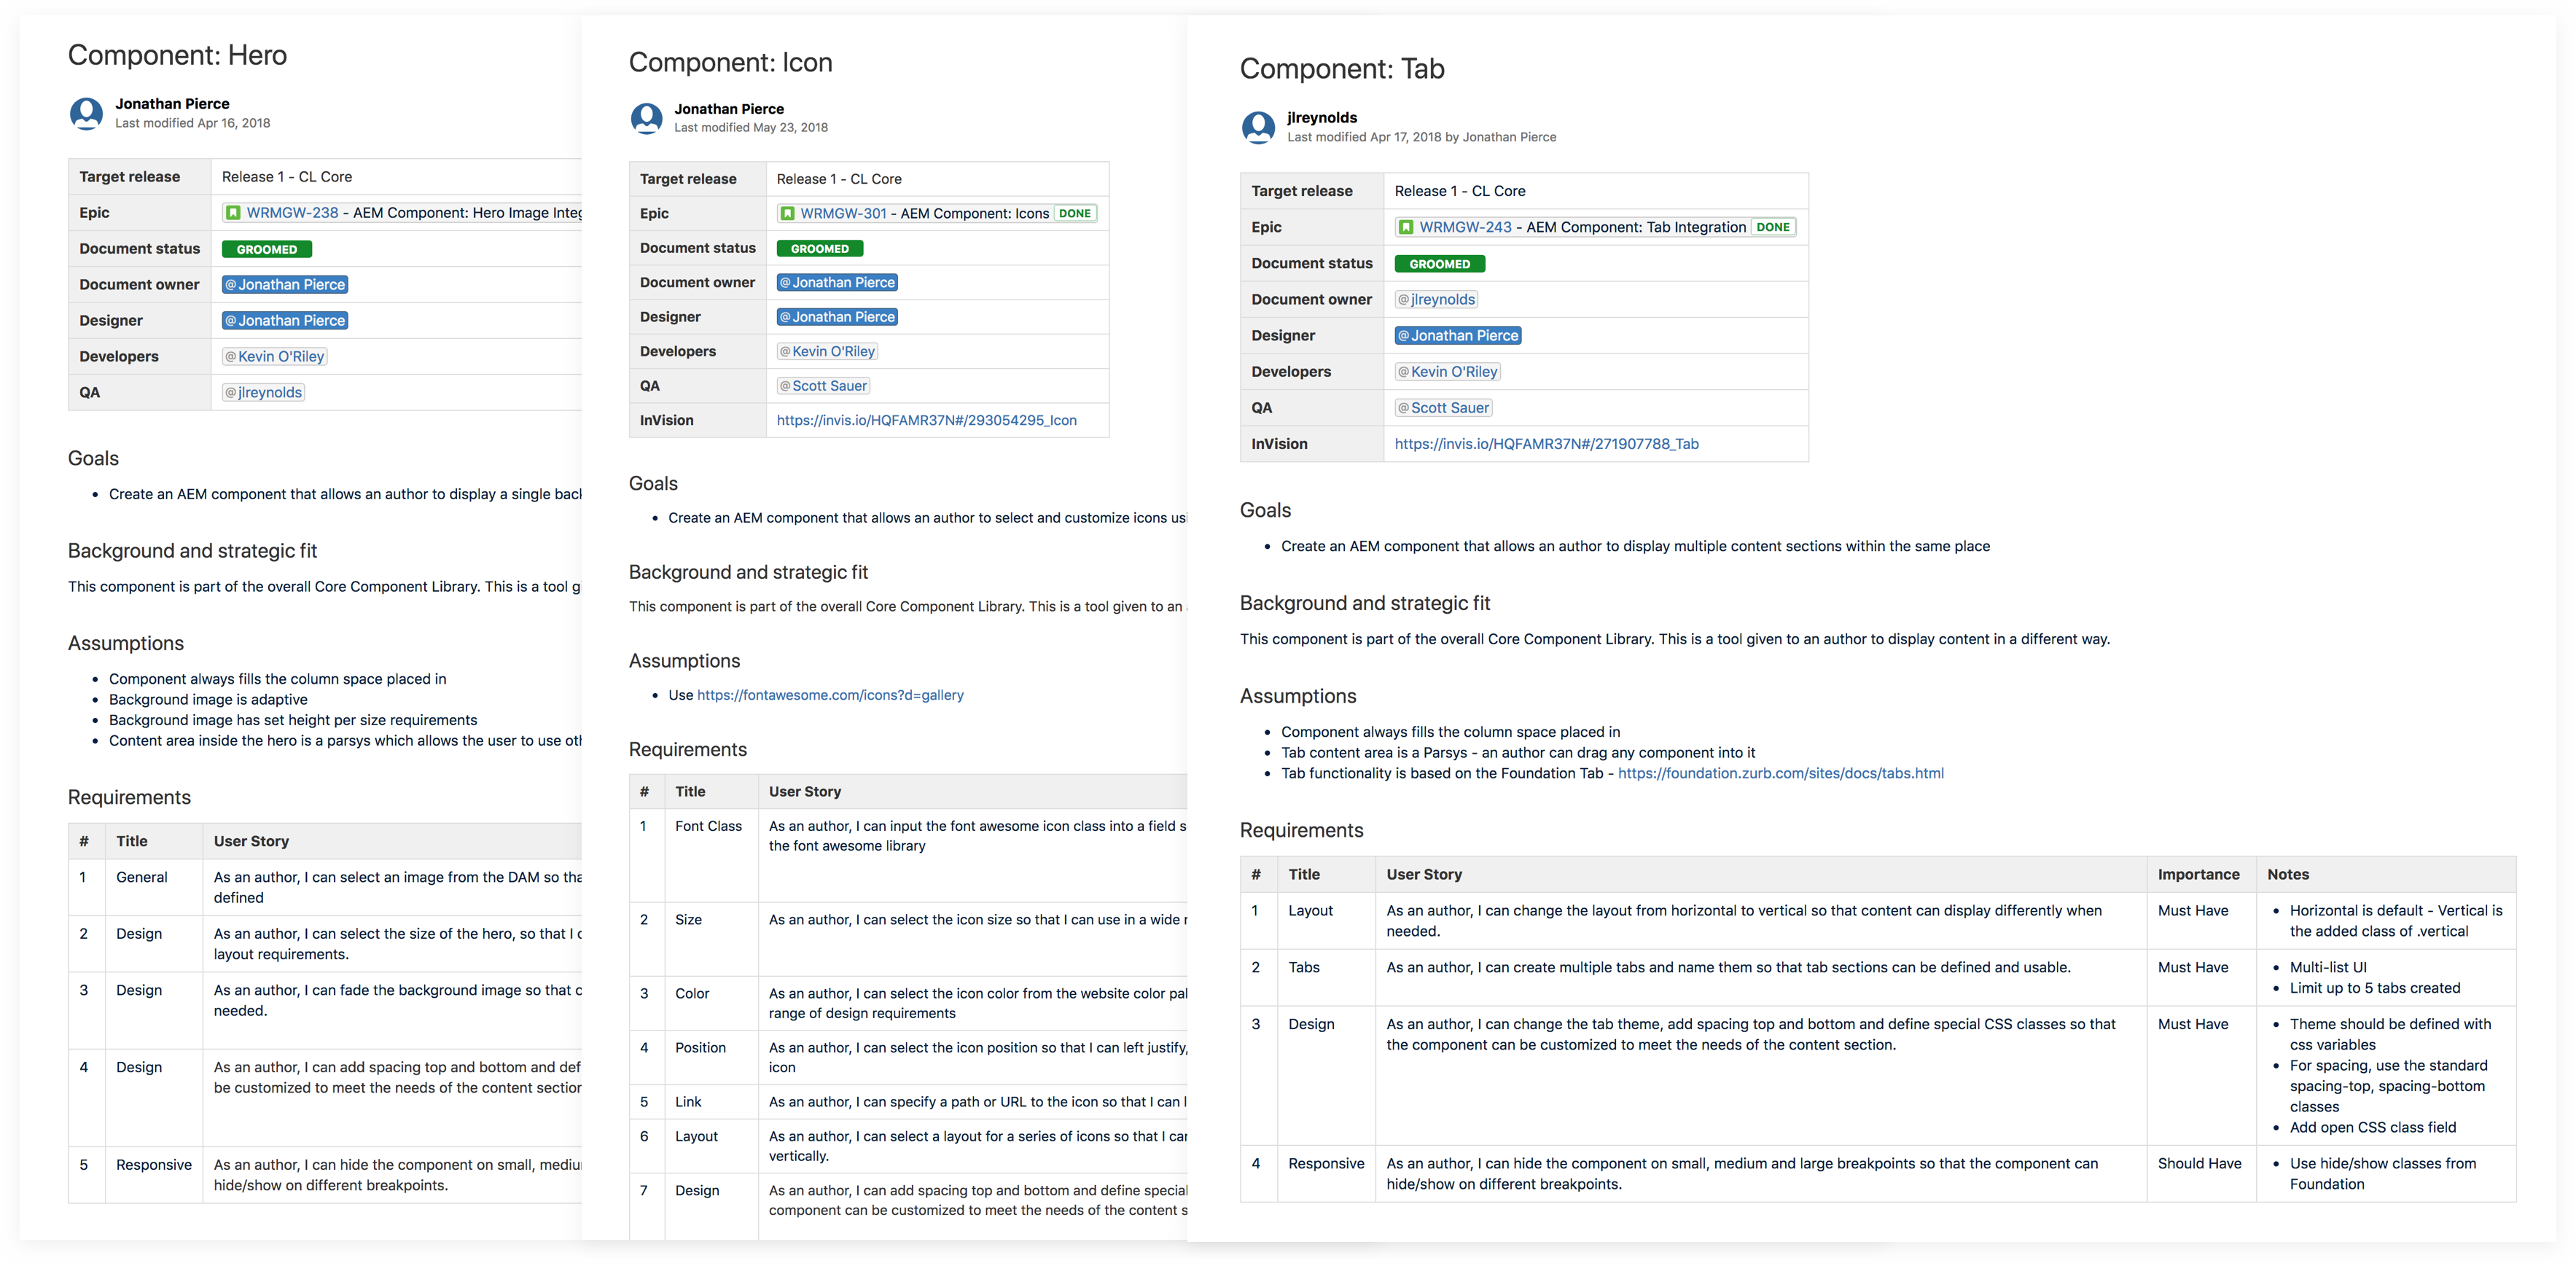 Component: Hero
Jonathan Pierce
Last modified Apr 16, 2018
Target release Release 1 - CL Core
Epic WRMGW-238 - AEM Component: Hero Image
Document status GROOMED
Document owner @Jonathan Pierce
Designer @Jonathan Pierce
Developers @Kevin O'Riley
QA @jlreynolds
Goals
• Create an AEM component that allows an author to display a single
Background and strategic fit
This component is part of the overall Core Component Library. This is a tool
Assumptions
• Component always fills the column space placed in
• Background image is adaptive
• Background image has set height per size requirements
• Content area inside the hero is a parsys which allows the user to use
Requirements
# Title User Story
1 General As an author, I can select an image from the DAM so
defined
2 Design As an author, I can select the size of the hero, so that I
layout requirements.
3 Design As an author, I can fade the background image so that
needed.
4 Design As an author, I can add spacing top and bottom and
be customized to meet the needs of the content
5 Responsive As an author, I can hide the component on small,
hide/show on different breakpoints.
Component: Icon
Jonathan Pierce
Last modified May 23, 2018
Target release Release 1 - CL Core
Epic WRMGW-301 - AEM Component: Icons DONE
Document status GROOMED
Document owner @Jonathan Pierce
Designer @Jonathan Pierce
Developers @Kevin O'Riley
QA @Scott Sauer
InVision https://invis.io/HQFAMR37N#/293054295_Icon
Goals
• Create an AEM component that allows an author to select and customize icons
Background and strategic fit
This component is part of the overall Core Component Library. This is a tool given to an
Assumptions
• Use https://fontawesome.com/icons?d=gallery
Requirements
# Title User Story
1 Font Class As an author, I can input the font awesome icon class into a field
the font awesome library
2 Size As an author, I can select the icon size so that I can use in a wide
3 Color As an author, I can select the icon color from the website color
range of design requirements
4 Position As an author, I can select the icon position so that I can left justify,
icon
5 Link As an author, I can specify a path or URL to the icon so that I can
6 Layout As an author, I can select a layout for a series of icons so that I
vertically.
7 Design As an author, I can add spacing top and bottom and define special
component can be customized to meet the needs of the content
Component: Tab
jlreynolds
Last modified Apr 17, 2018 by Jonathan Pierce
Target release Release 1 - CL Core
Epic WRMGW-243 - AEM Component: Tab Integration DONE
Document status GROOMED
Document owner @jlreynolds
Designer @Jonathan Pierce
Developers @Kevin O'Riley
QA @Scott Sauer
InVision https://invis.io/HQFAMR37N#/271907788_Tab
Goals
• Create an AEM component that allows an author to display multiple content sections within the same place
Background and strategic fit
This component is part of the overall Core Component Library. This is a tool given to an author to display content in a different way.
Assumptions
• Component always fills the column space placed in
• Tab content area is a Parsys - an author can drag any component into it
• Tab functionality is based on the Foundation Tab - https://foundation.zurb.com/sites/docs/tabs.html
Requirements
# Title User Story Importance Notes
1 Layout As an author, I can change the layout from horizontal to vertical so that content can display differently when Must Have • Horizontal is default - Vertical is
needed. the added class of .vertical
2 Tabs As an author, I can create multiple tabs and name them so that tab sections can be defined and usable. Must Have • Multi-list UI
• Limit up to 5 tabs created
3 Design As an author, I can change the tab theme, add spacing top and bottom and define special CSS classes so that Must Have • Theme should be defined with
the component can be customized to meet the needs of the content section. css variables
• For spacing, use the standard
spacing-top, spacing-bottom
classes
• Add open CSS class field
4 Responsive As an author, I can hide the component on small, medium and large breakpoints so that the component can Should Have • Use hide/show classes from
hide/show on different breakpoints. Foundation